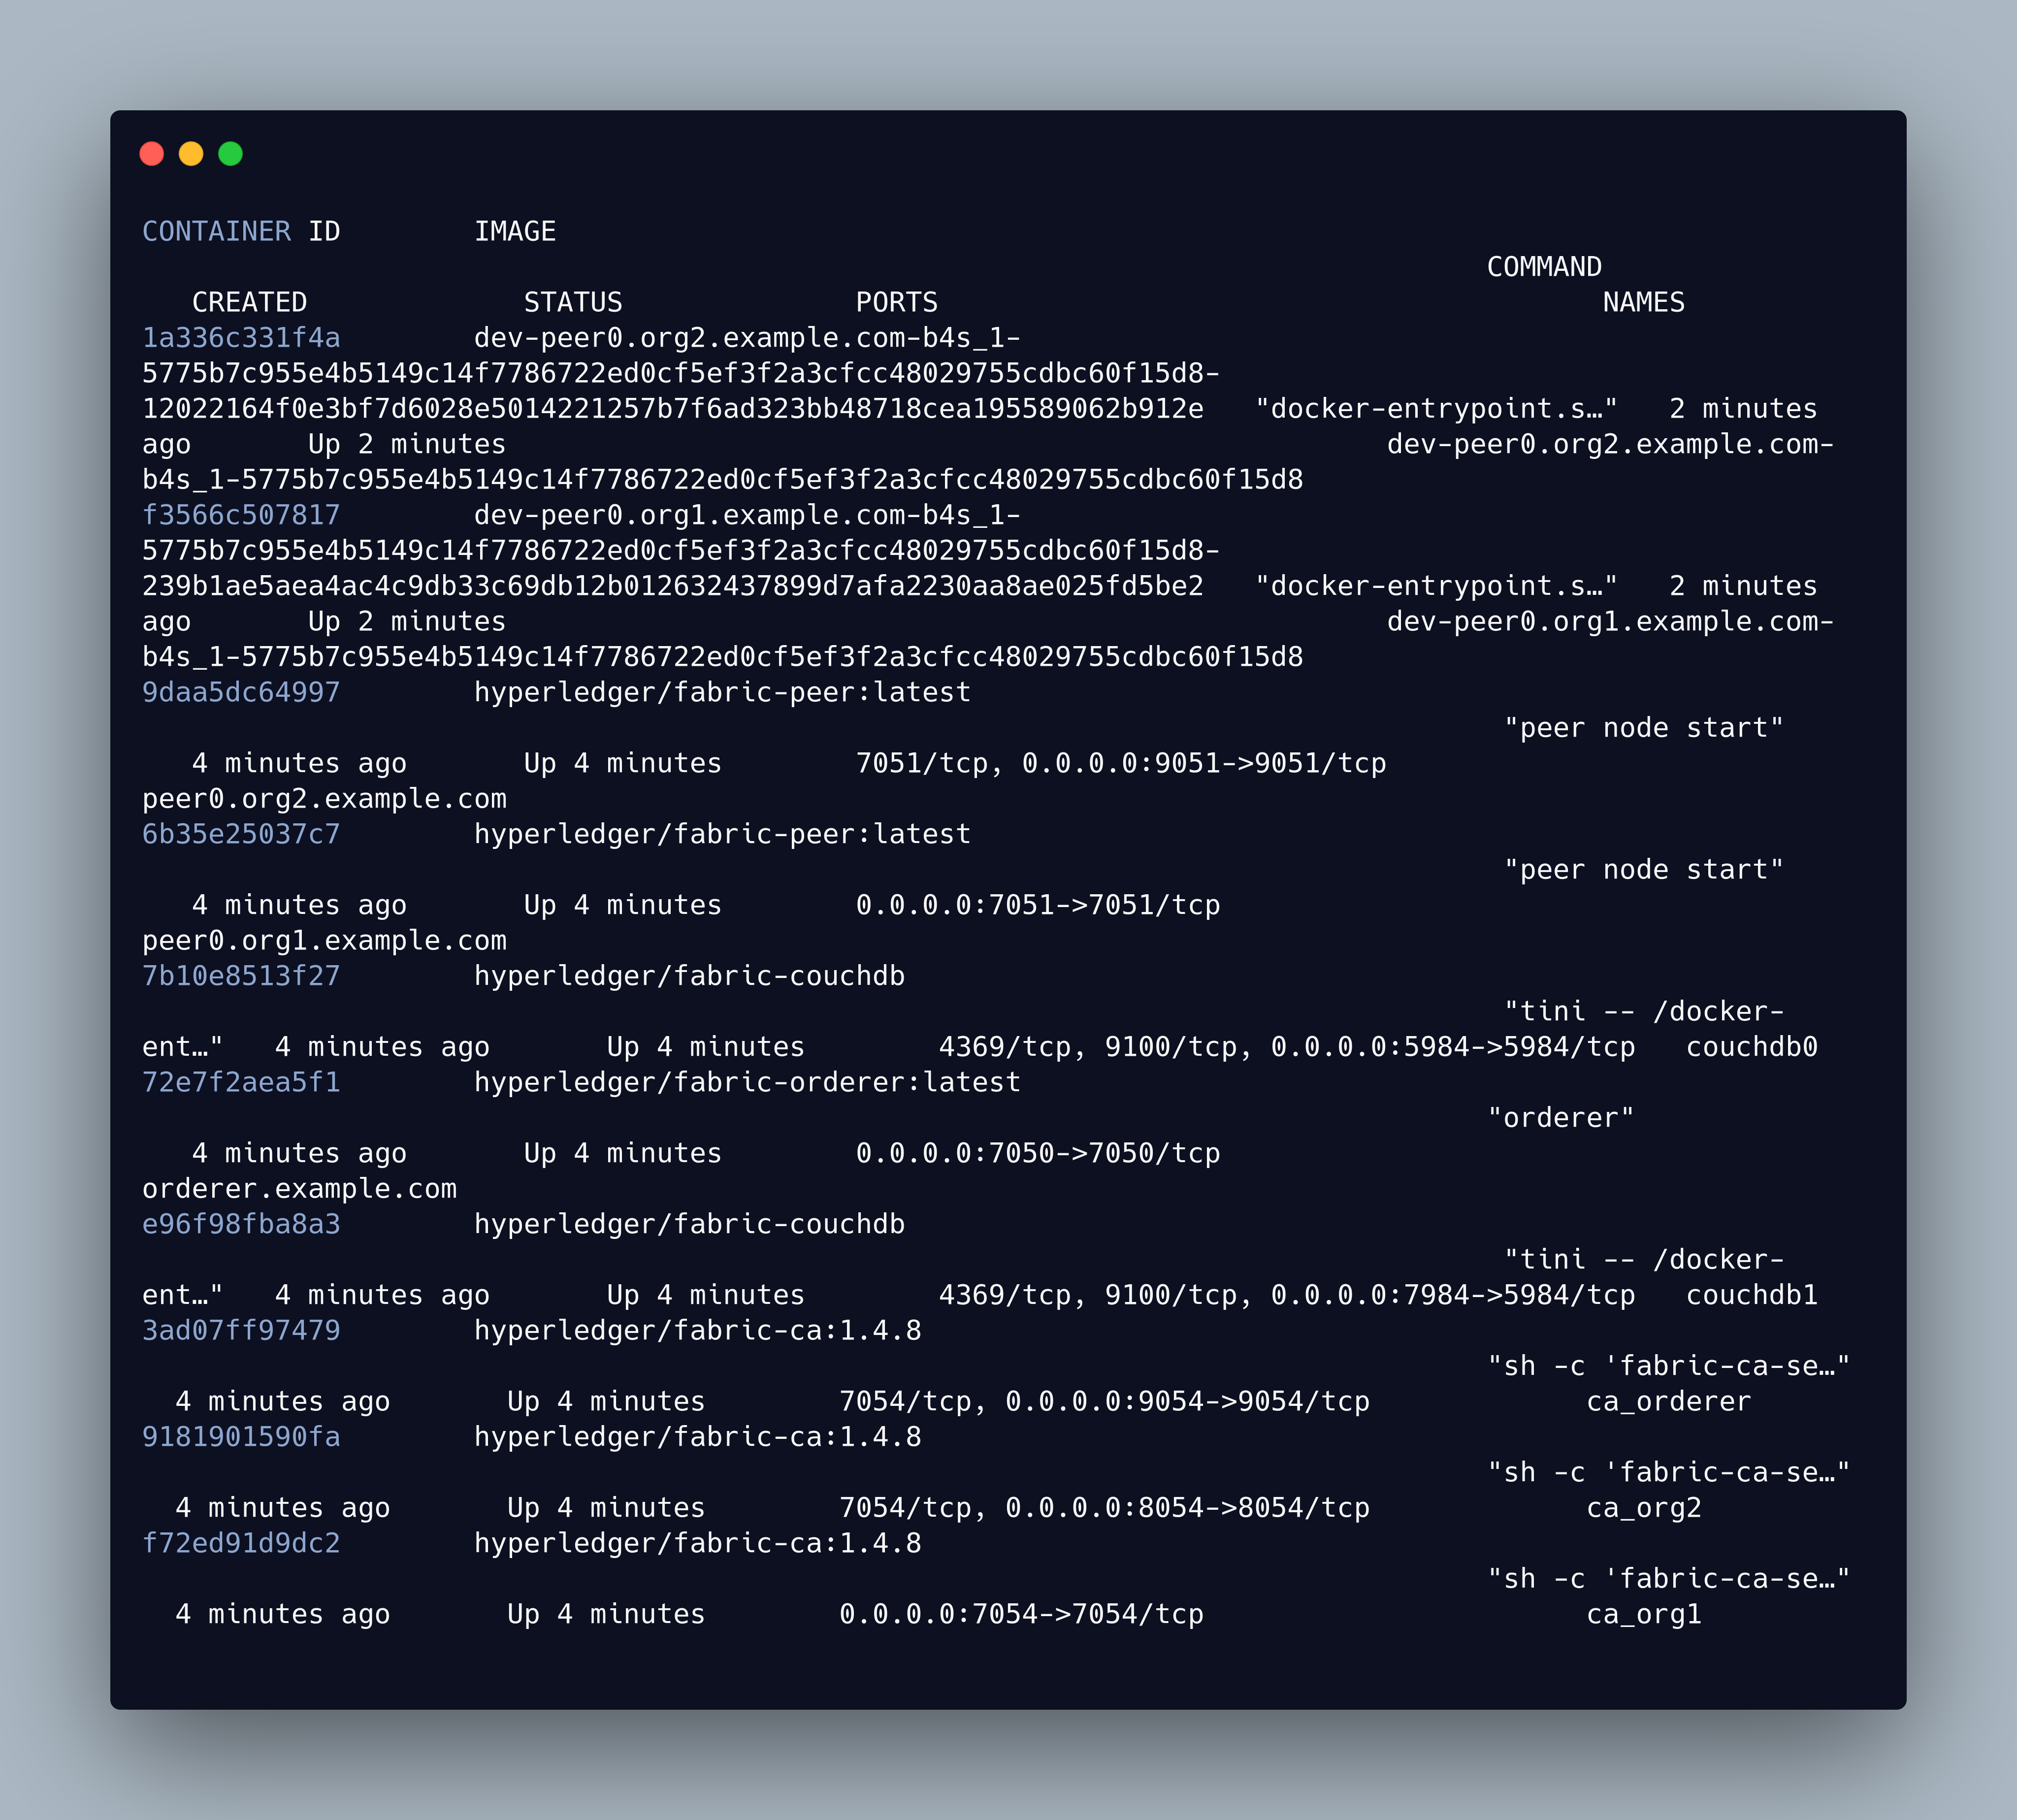 CONTAINER ID        IMAGE
COMMAND
CREATED             STATUS              PORTS                                        NAMES
1a336c331f4a        dev-peer0.org2.example.com-b4s_1-
5775b7c955e4b5149c14f7786722ed0cf5ef3f2a3cfcc48029755cdbc60f15d8-
12022164f0e3bf7d6028e5014221257b7f6ad323bb48718cea195589062b912e   "docker-entrypoint.s…"   2 minutes
ago       Up 2 minutes                                                     dev-peer0.org2.example.com-
b4s_1-5775b7c955e4b5149c14f7786722ed0cf5ef3f2a3cfcc48029755cdbc60f15d8
f3566c507817        dev-peer0.org1.example.com-b4s_1-
5775b7c955e4b5149c14f7786722ed0cf5ef3f2a3cfcc48029755cdbc60f15d8-
239b1ae5aea4ac4c9db33c69db12b012632437899d7afa2230aa8ae025fd5be2   "docker-entrypoint.s…"   2 minutes
ago       Up 2 minutes                                                     dev-peer0.org1.example.com-
b4s_1-5775b7c955e4b5149c14f7786722ed0cf5ef3f2a3cfcc48029755cdbc60f15d8
9daa5dc64997        hyperledger/fabric-peer:latest
"peer node start"
4 minutes ago       Up 4 minutes        7051/tcp, 0.0.0.0:9051->9051/tcp
peer0.org2.example.com
6b35e25037c7        hyperledger/fabric-peer:latest
"peer node start"
4 minutes ago       Up 4 minutes        0.0.0.0:7051->7051/tcp
peer0.org1.example.com
7b10e8513f27        hyperledger/fabric-couchdb
"tini -- /docker-
ent…"   4 minutes ago       Up 4 minutes        4369/tcp, 9100/tcp, 0.0.0.0:5984->5984/tcp   couchdb0
72e7f2aea5f1        hyperledger/fabric-orderer:latest
"orderer"
4 minutes ago       Up 4 minutes        0.0.0.0:7050->7050/tcp
orderer.example.com
e96f98fba8a3        hyperledger/fabric-couchdb
"tini -- /docker-
ent…"   4 minutes ago       Up 4 minutes        4369/tcp, 9100/tcp, 0.0.0.0:7984->5984/tcp   couchdb1
3ad07ff97479        hyperledger/fabric-ca:1.4.8
"sh -c 'fabric-ca-se…"
4 minutes ago       Up 4 minutes        7054/tcp, 0.0.0.0:9054->9054/tcp             ca_orderer
9181901590fa        hyperledger/fabric-ca:1.4.8
"sh -c 'fabric-ca-se…"
4 minutes ago       Up 4 minutes        7054/tcp, 0.0.0.0:8054->8054/tcp             ca_org2
f72ed91d9dc2        hyperledger/fabric-ca:1.4.8
"sh -c 'fabric-ca-se…"
4 minutes ago       Up 4 minutes        0.0.0.0:7054->7054/tcp                       ca_org1